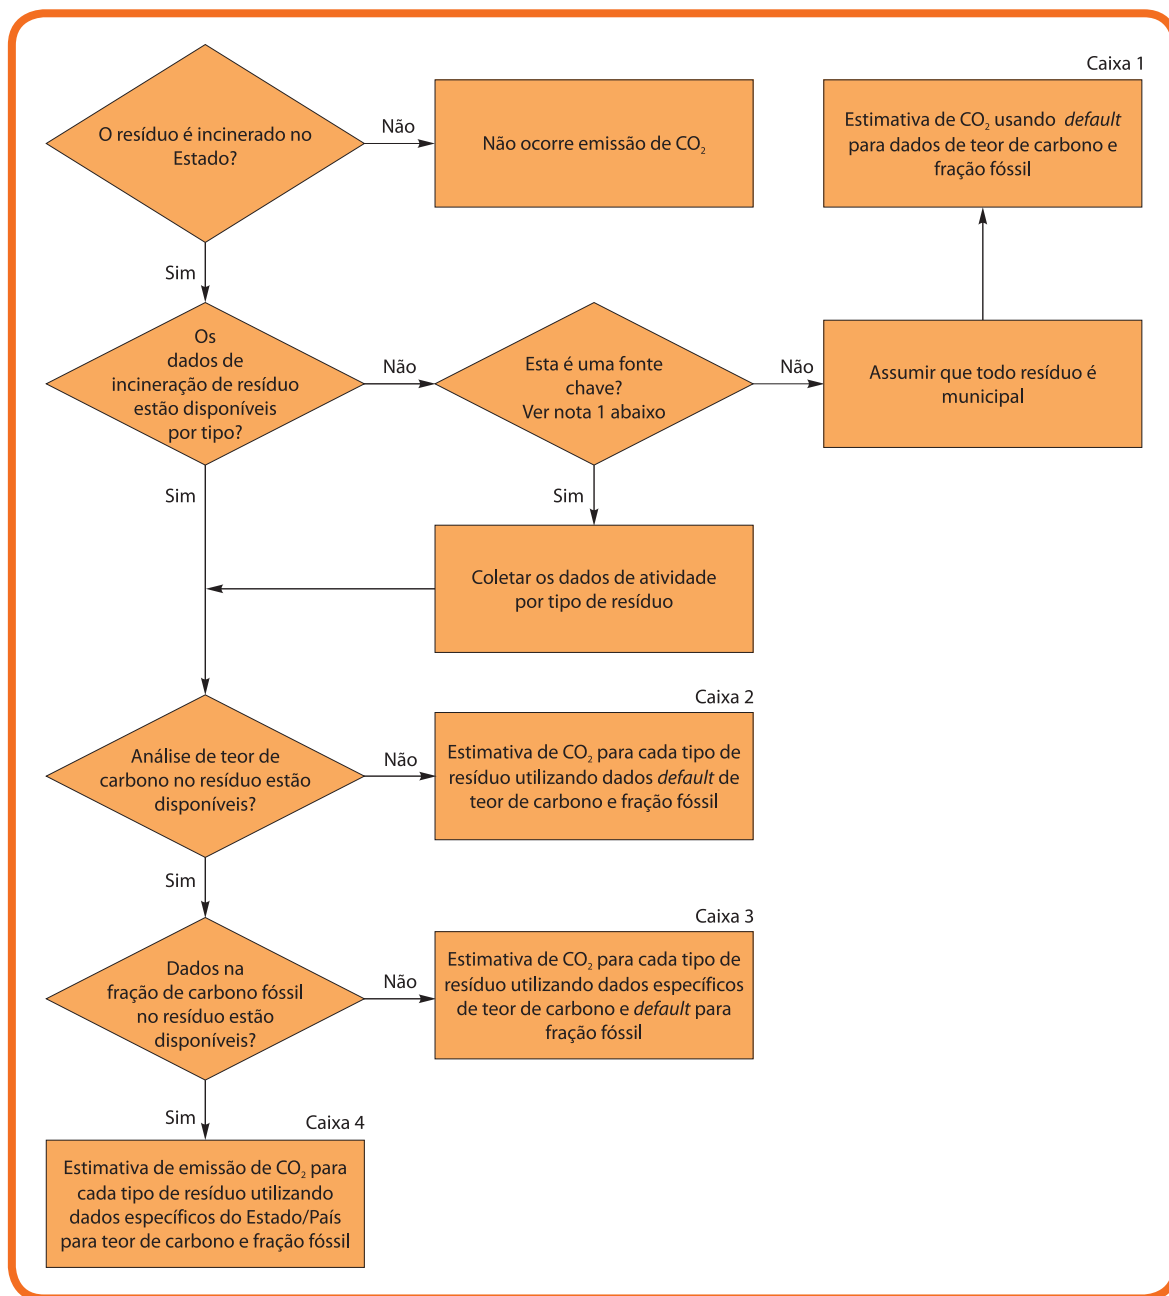 O resíduo é incinerado no
Estado?
Não
Não ocorre emissão de CO₂
Caixa 1
Estimativa de CO₂ usando default
para dados de teor de carbono e
fração fóssil
Sim
Os
dados de
incineração de resíduo
estão disponíveis
por tipo?
Não
Esta é uma fonte
chave?
Ver nota 1 abaixo
Não
Assumir que todo resíduo é
municipal
Sim
Sim
Coletar os dados de atividade
por tipo de resíduo
Análise de teor de
carbono no resíduo estão
disponíveis?
Não
Caixa 2
Estimativa de CO₂ para cada tipo de
resíduo utilizando dados default de
teor de carbono e fração fóssil
Sim
Dados na
fração de carbono fóssil
no resíduo estão
disponíveis?
Não
Caixa 3
Estimativa de CO₂ para cada tipo de
resíduo utilizando dados específicos
de teor de carbono e default para
fração fóssil
Sim
Caixa 4
Estimativa de emissão de CO₂ para
cada tipo de resíduo utilizando
dados específicos do Estado/País
para teor de carbono e fração fóssil